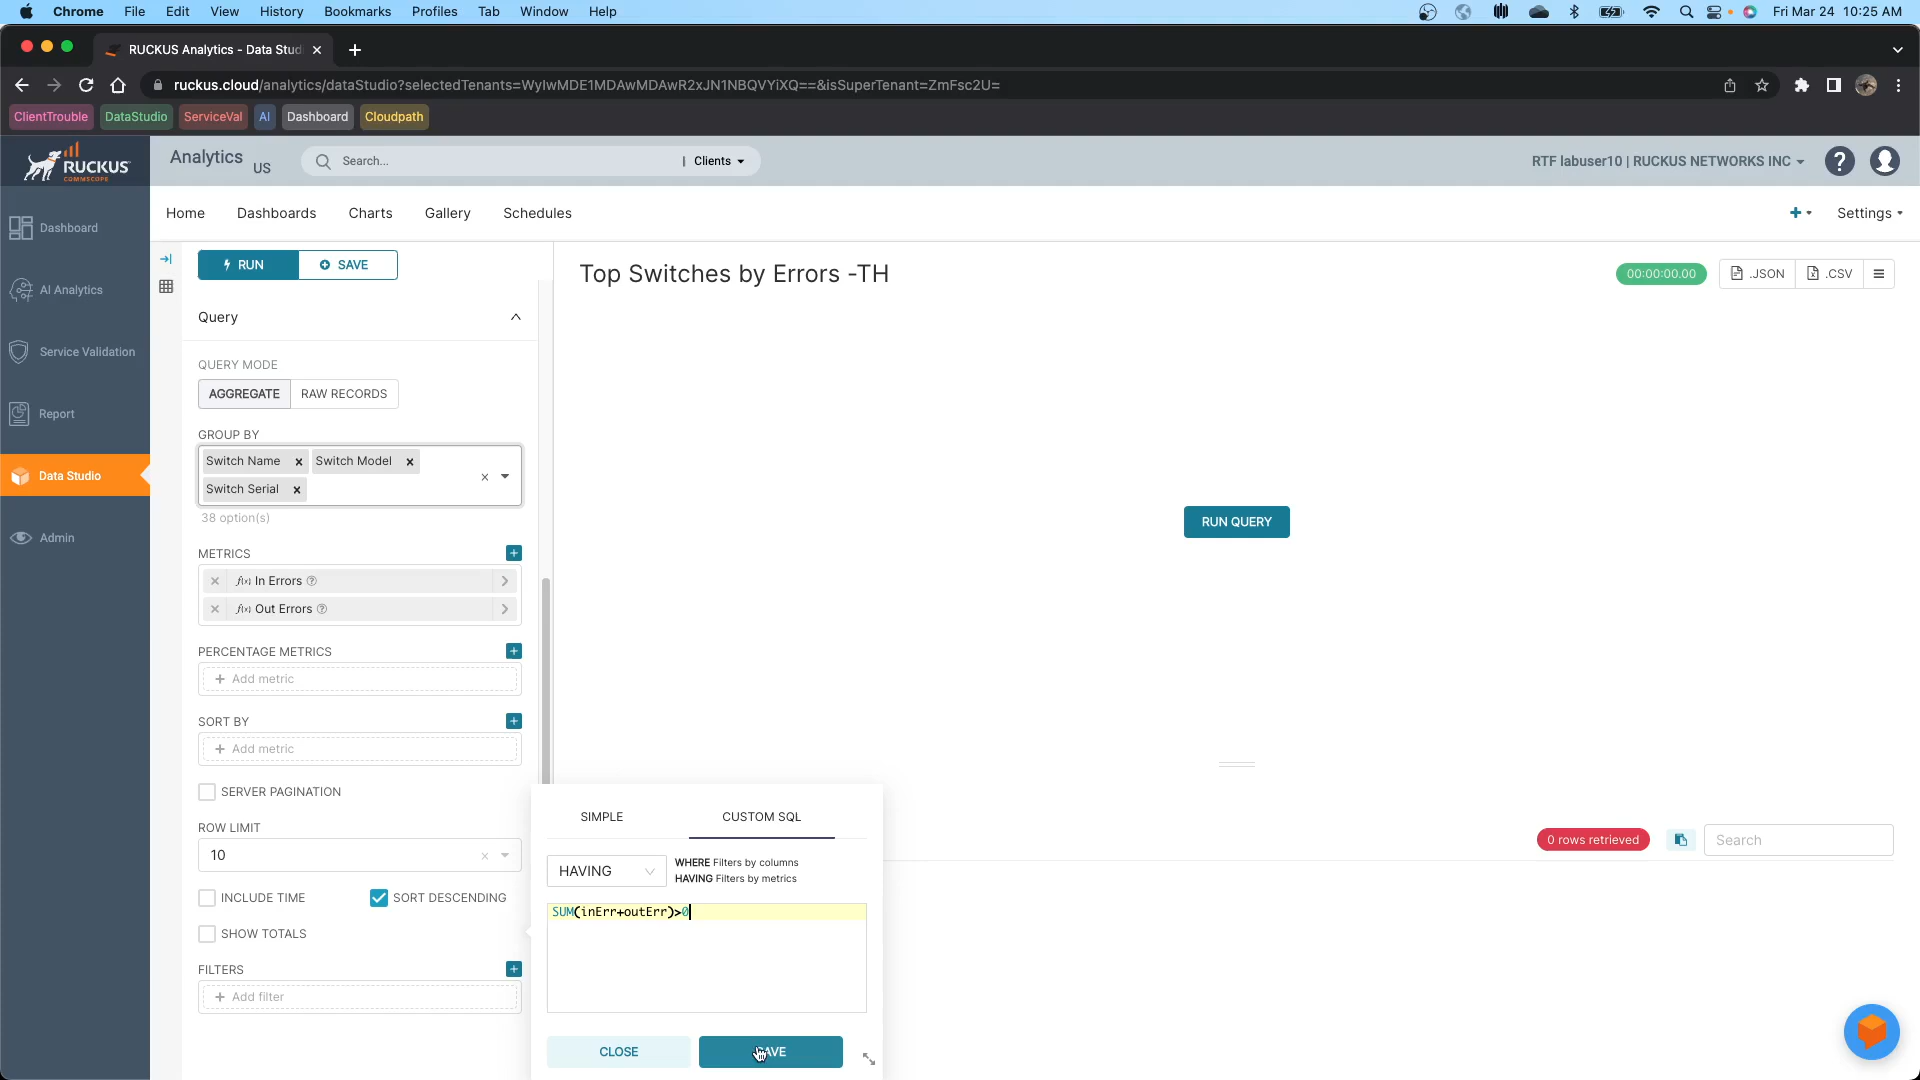 Chrome File Edit View History Bookmarks Profiles Tab Window Help Fri Mar 24 10:25 AM
RUCKUS Analytics - Data Studi
ruckus.cloud/analytics/dataStudio?selectedTenants=WyIwMDE1MDAwMDAwR2xJN1NBQVYiXQ==&isSuperTenant=ZmFsc2U=
ClientTrouble DataStudio ServiceVal AI Dashboard Cloudpath
RUCKUS
COMMSCOPE
Analytics US
Search... | Clients
RTF labuser10 | RUCKUS NETWORKS INC ?
Dashboard
AI Analytics
Service Validation
Report
Data Studio
Admin
Home Dashboards Charts Gallery Schedules + Settings
RUN SAVE
Query
QUERY MODE
AGGREGATE RAW RECORDS
GROUP BY
Switch Name × Switch Model ×
Switch Serial ×
38 option(s)
METRICS +
× f(x) In Errors ? >
× f(x) Out Errors ? >
PERCENTAGE METRICS +
+ Add metric
SORT BY +
+ Add metric
SERVER PAGINATION
ROW LIMIT
10
INCLUDE TIME SORT DESCENDING
SHOW TOTALS
FILTERS +
+ Add filter
Top Switches by Errors -TH
00:00:00.00 .JSON .CSV
RUN QUERY
0 rows retrieved Search
SIMPLE CUSTOM SQL
HAVING
WHERE Filters by columns
HAVING Filters by metrics
SUM(inErr+outErr)>0
CLOSE SAVE